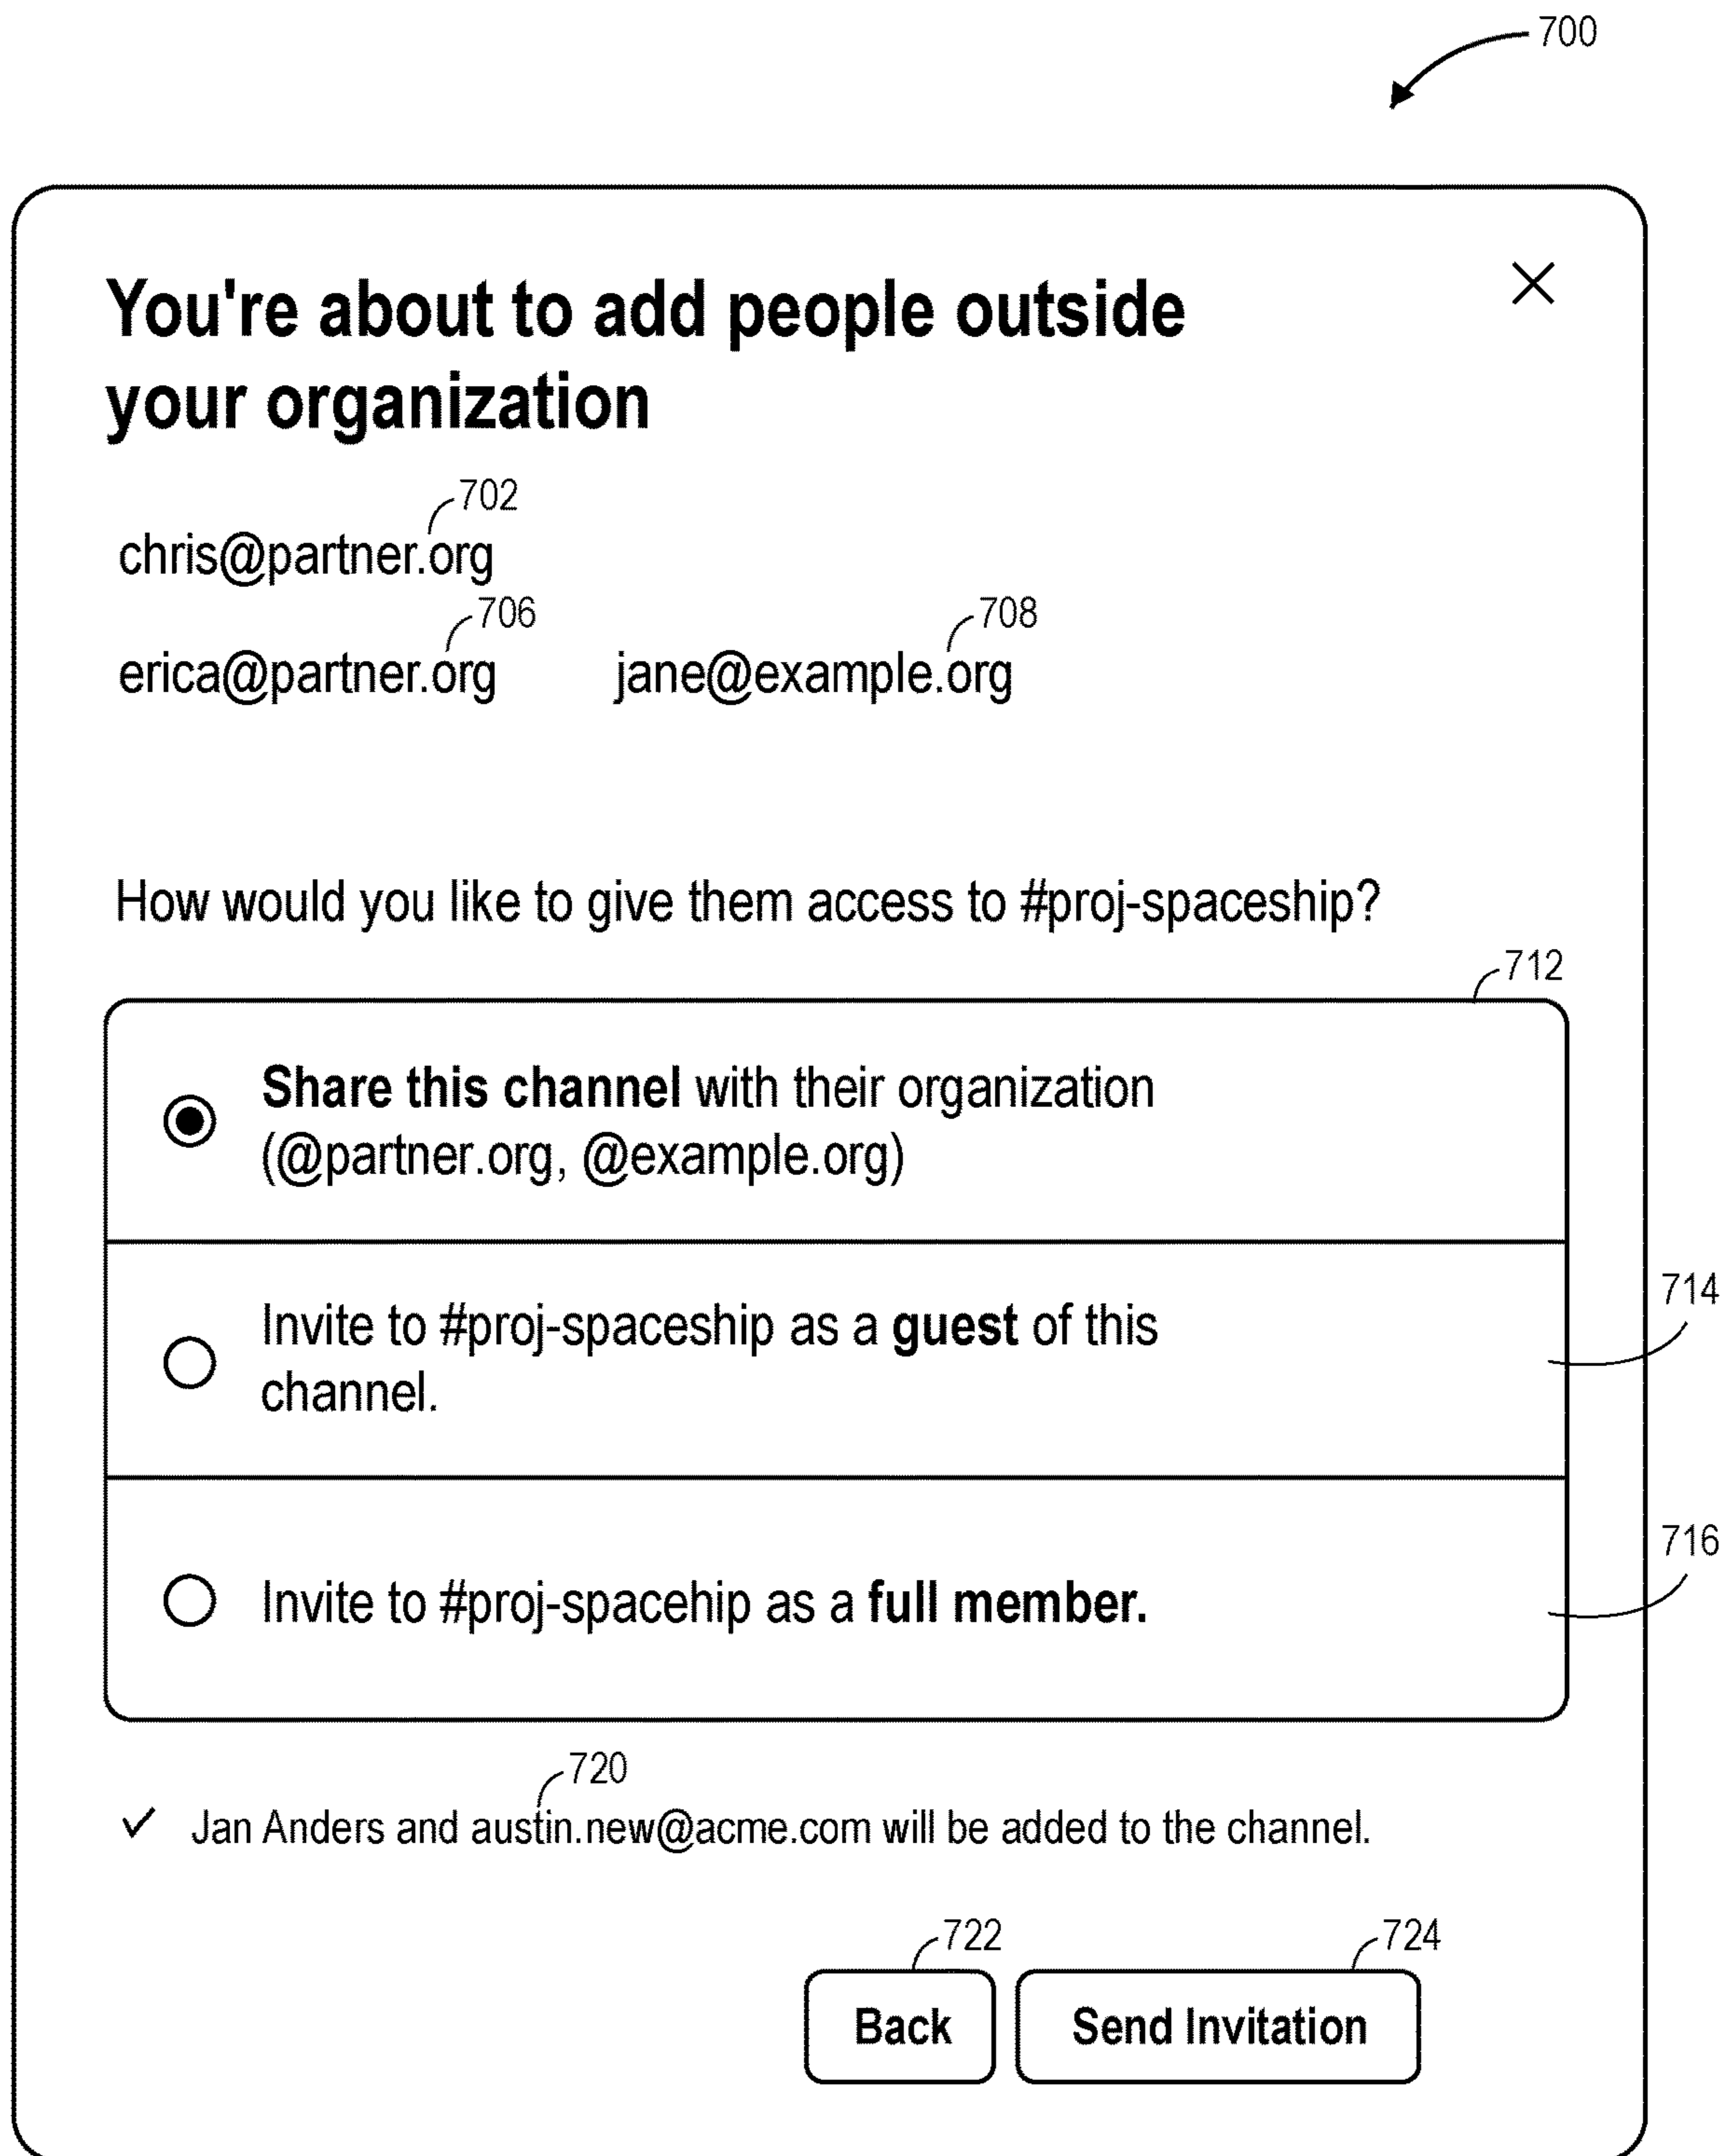 700
You're about to add people outside
your organization
702
chris@partner.org
706 708
erica@partner.org jane@example.org
How would you like to give them access to #proj-spaceship?
712
Share this channel with their organization
(@partner.org, @example.org)
714
Invite to #proj-spaceship as a guest of this
channel.
716
Invite to #proj-spacehip as a full member.
720
Jan Anders and austin.new@acme.com will be added to the channel.
722 724
Back Send Invitation